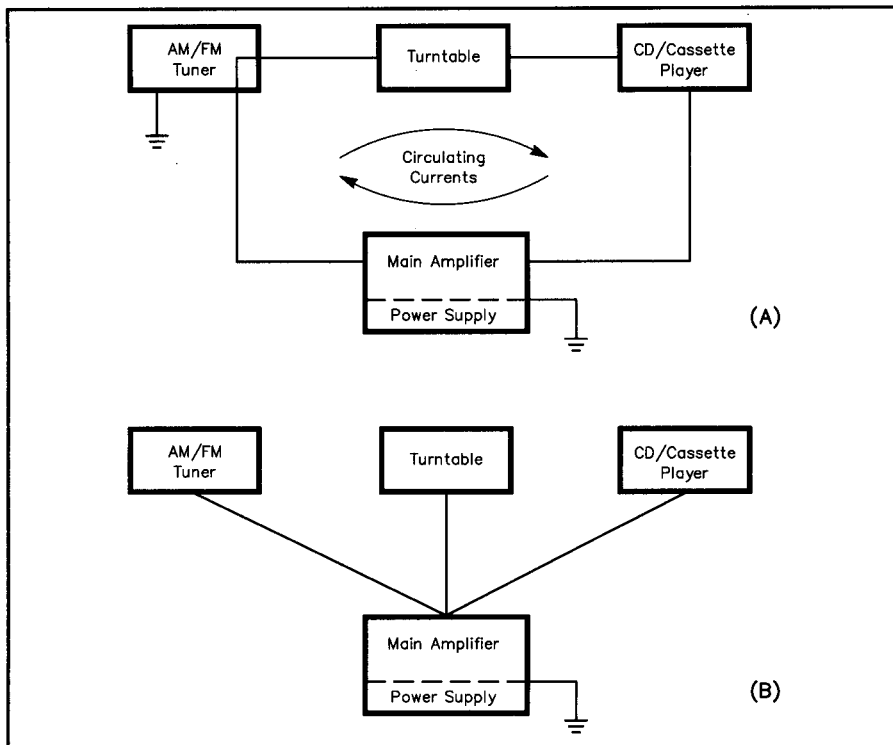 AM/FM
Tuner
Turntable
CD/Cassette
Player
Circulating
Currents
Main Amplifier
Power Supply
(A)
AM/FM
Tuner
Turntable
CD/Cassette
Player
Main Amplifier
Power Supply
(B)